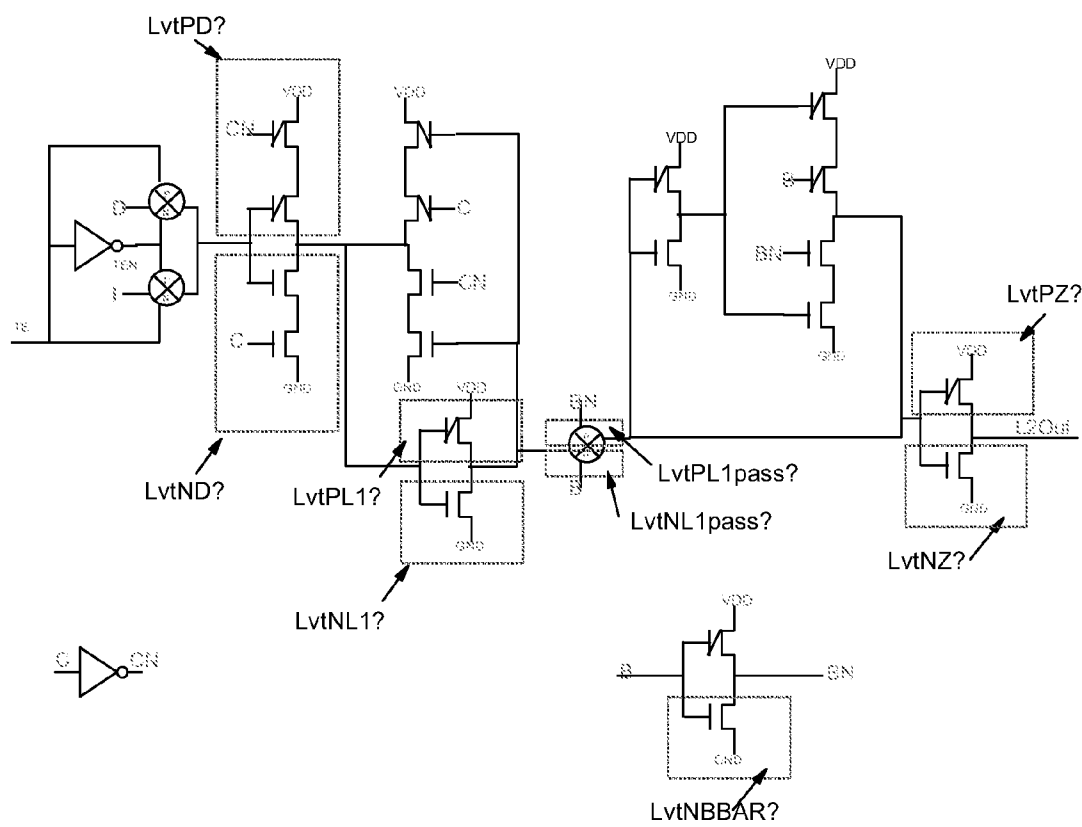 LvtPD?
VDD
VDD
VDD
CN
VDD
B
D
C
TEN
BN
CN
I
GND
LvtPZ?
TE
C
GND
VDD
GND
GND
VDD
BN
L2Out
LvtND?
LvtPL1?
LvtPL1pass?
B
LvtNL1pass?
GND
GND
LvtNZ?
LvtNL1?
VDD
CN
B
BN
GND
LvtNBBAR?